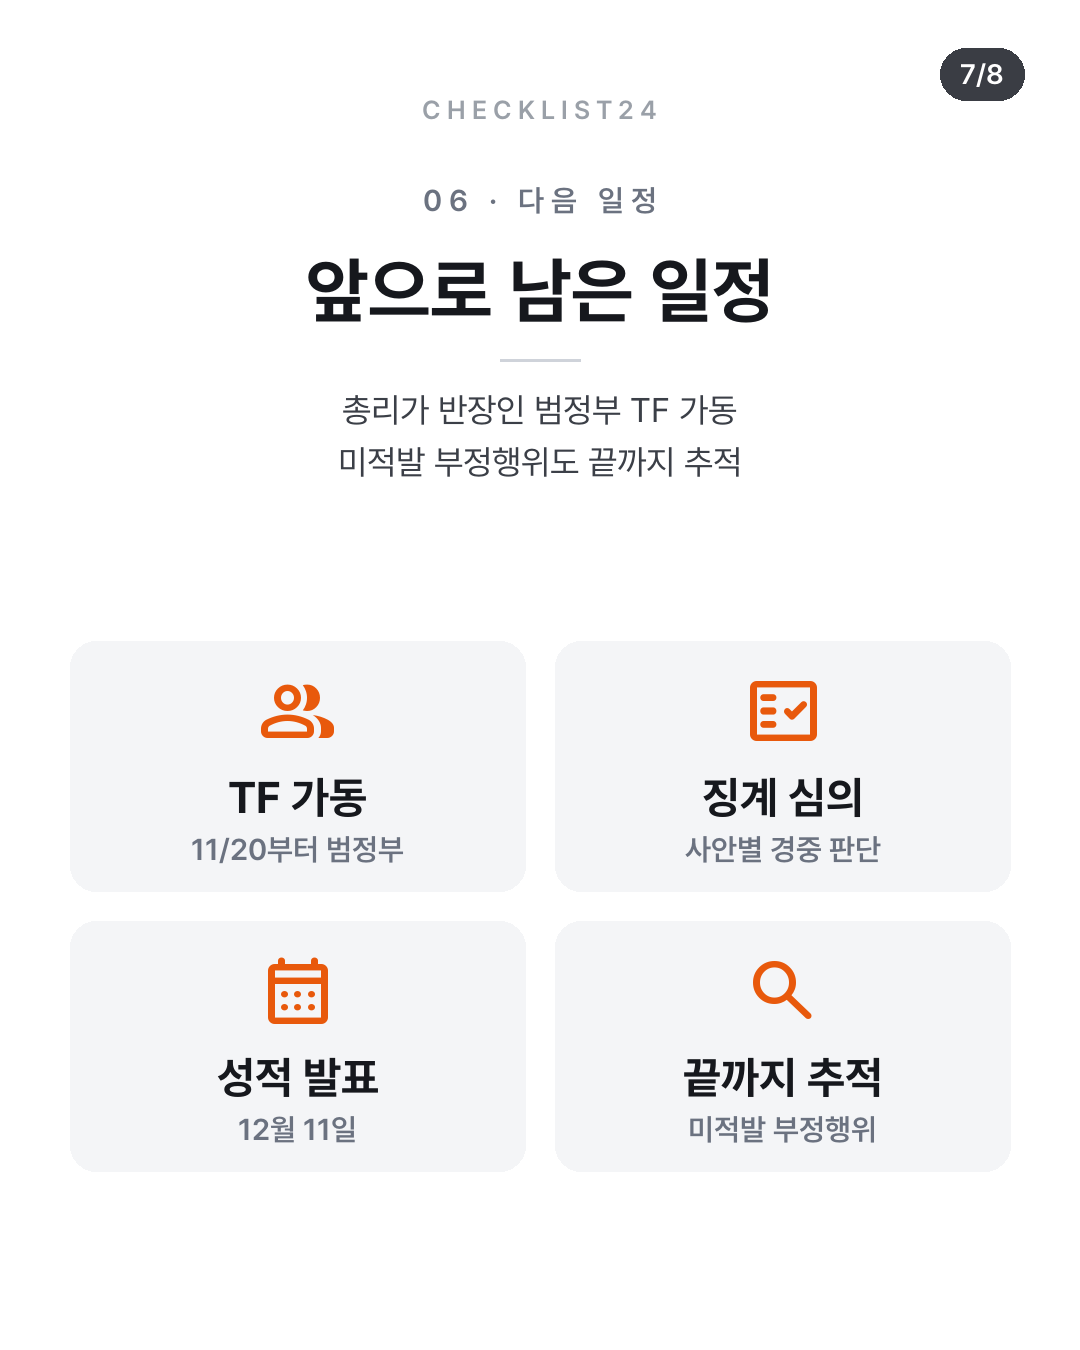 7/8
CHECKLIST24
06 · 다음 일정
앞으로 남은 일정
총리가 반장인 범정부 TF 가동
미적발 부정행위도 끝까지 추적
TF 가동
11/20부터 범정부
징계 심의
사안별 경중 판단
성적 발표
12월 11일
끝까지 추적
미적발 부정행위